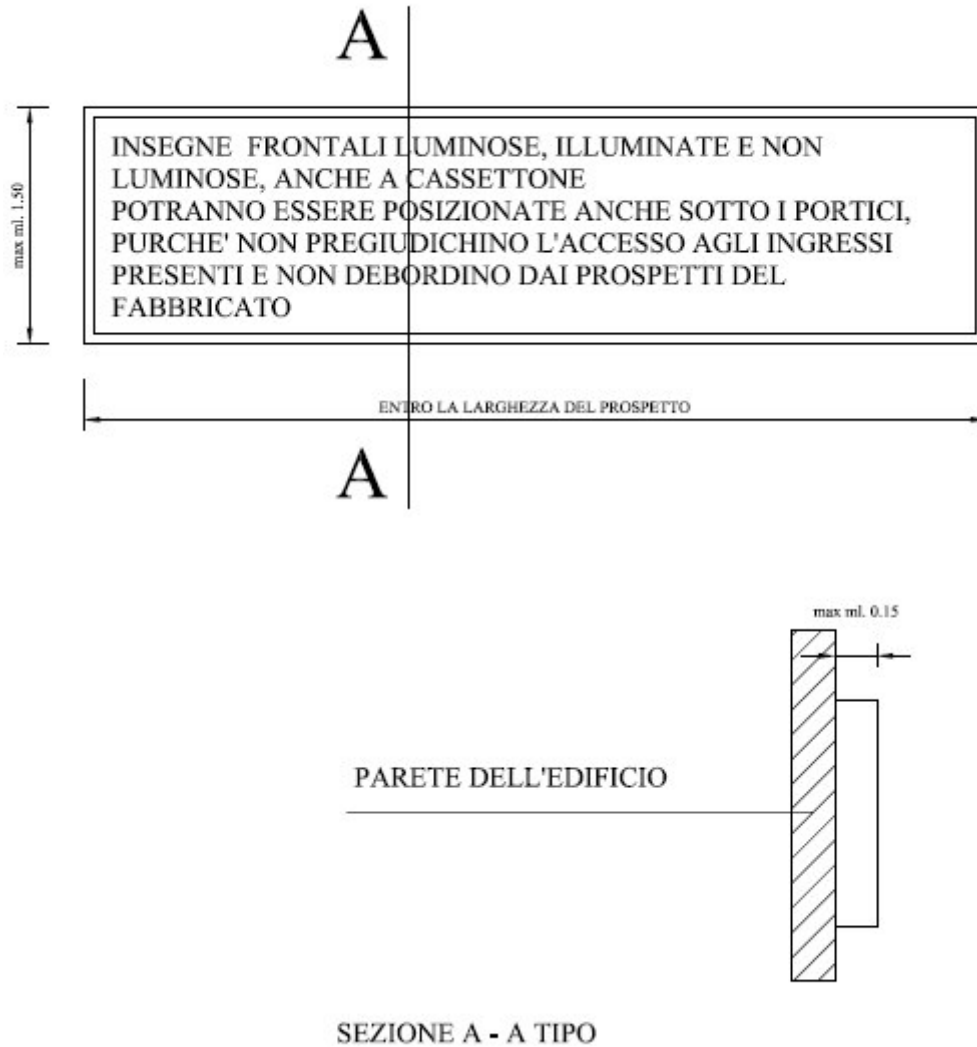 A
max ml. 1.50
INSEGNE FRONTALI LUMINOSE, ILLUMINATE E NON
LUMINOSE, ANCHE A CASSETTONE
POTRANNO ESSERE POSIZIONATE ANCHE SOTTO I PORTICI,
PURCHE' NON PREGIUDICHINO L'ACCESSO AGLI INGRESSI
PRESENTI E NON DEBORDINO DAI PROSPETTI DEL
FABBRICATO
ENTRO LA LARGHEZZA DEL PROSPETTO
A
max ml. 0.15
PARETE DELL'EDIFICIO
SEZIONE A - A TIPO